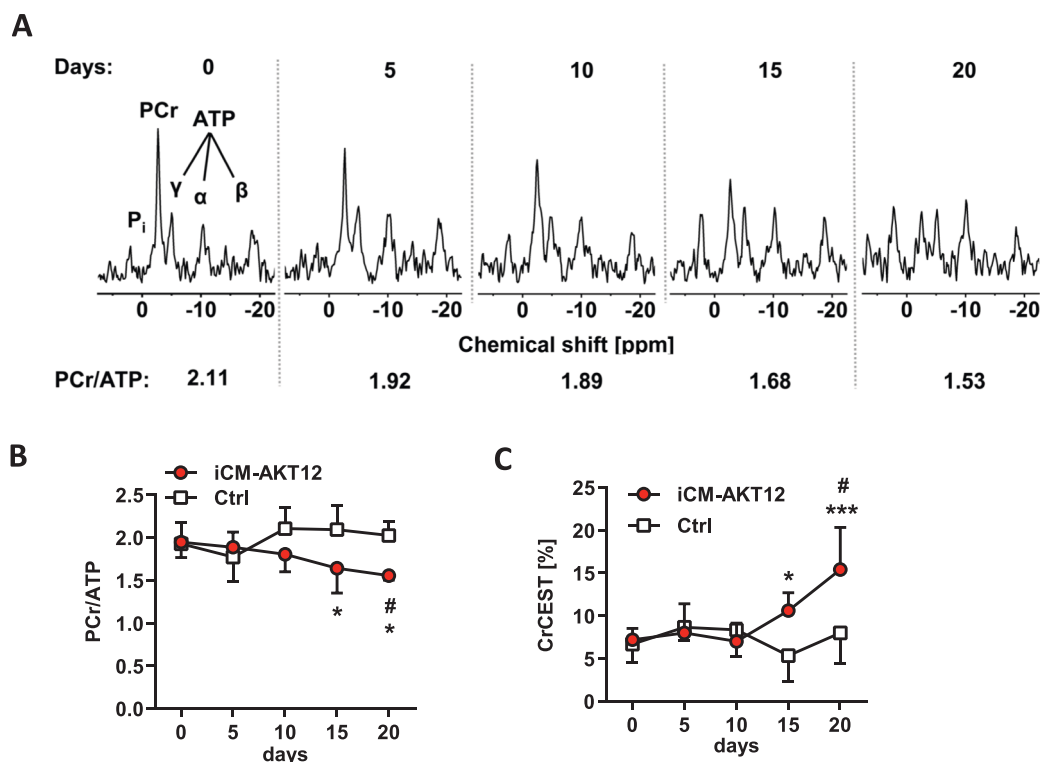 A
Days: 0 5 10 15 20
PCr ATP
γ α β
Pi
0 -10 -20 0 -10 -20 0 -10 -20 0 -10 -20 0 -10 -20
Chemical shift [ppm]
PCr/ATP: 2.11 1.92 1.89 1.68 1.53
B
iCM-AKT12
Ctrl
PCr/ATP
2.5
2.0
1.5
1.0
0.5
0.0
* # *
0 5 10 15 20
days
C
iCM-AKT12
Ctrl
CrCEST [%]
25
20
15
10
5
0
* # ***
0 5 10 15 20
days